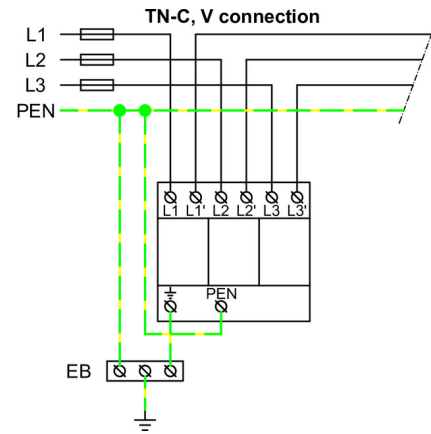 TN-C, V connection
L1
L2
L3
PEN
L1 L1' L2 L2' L3 L3'
PEN
EB